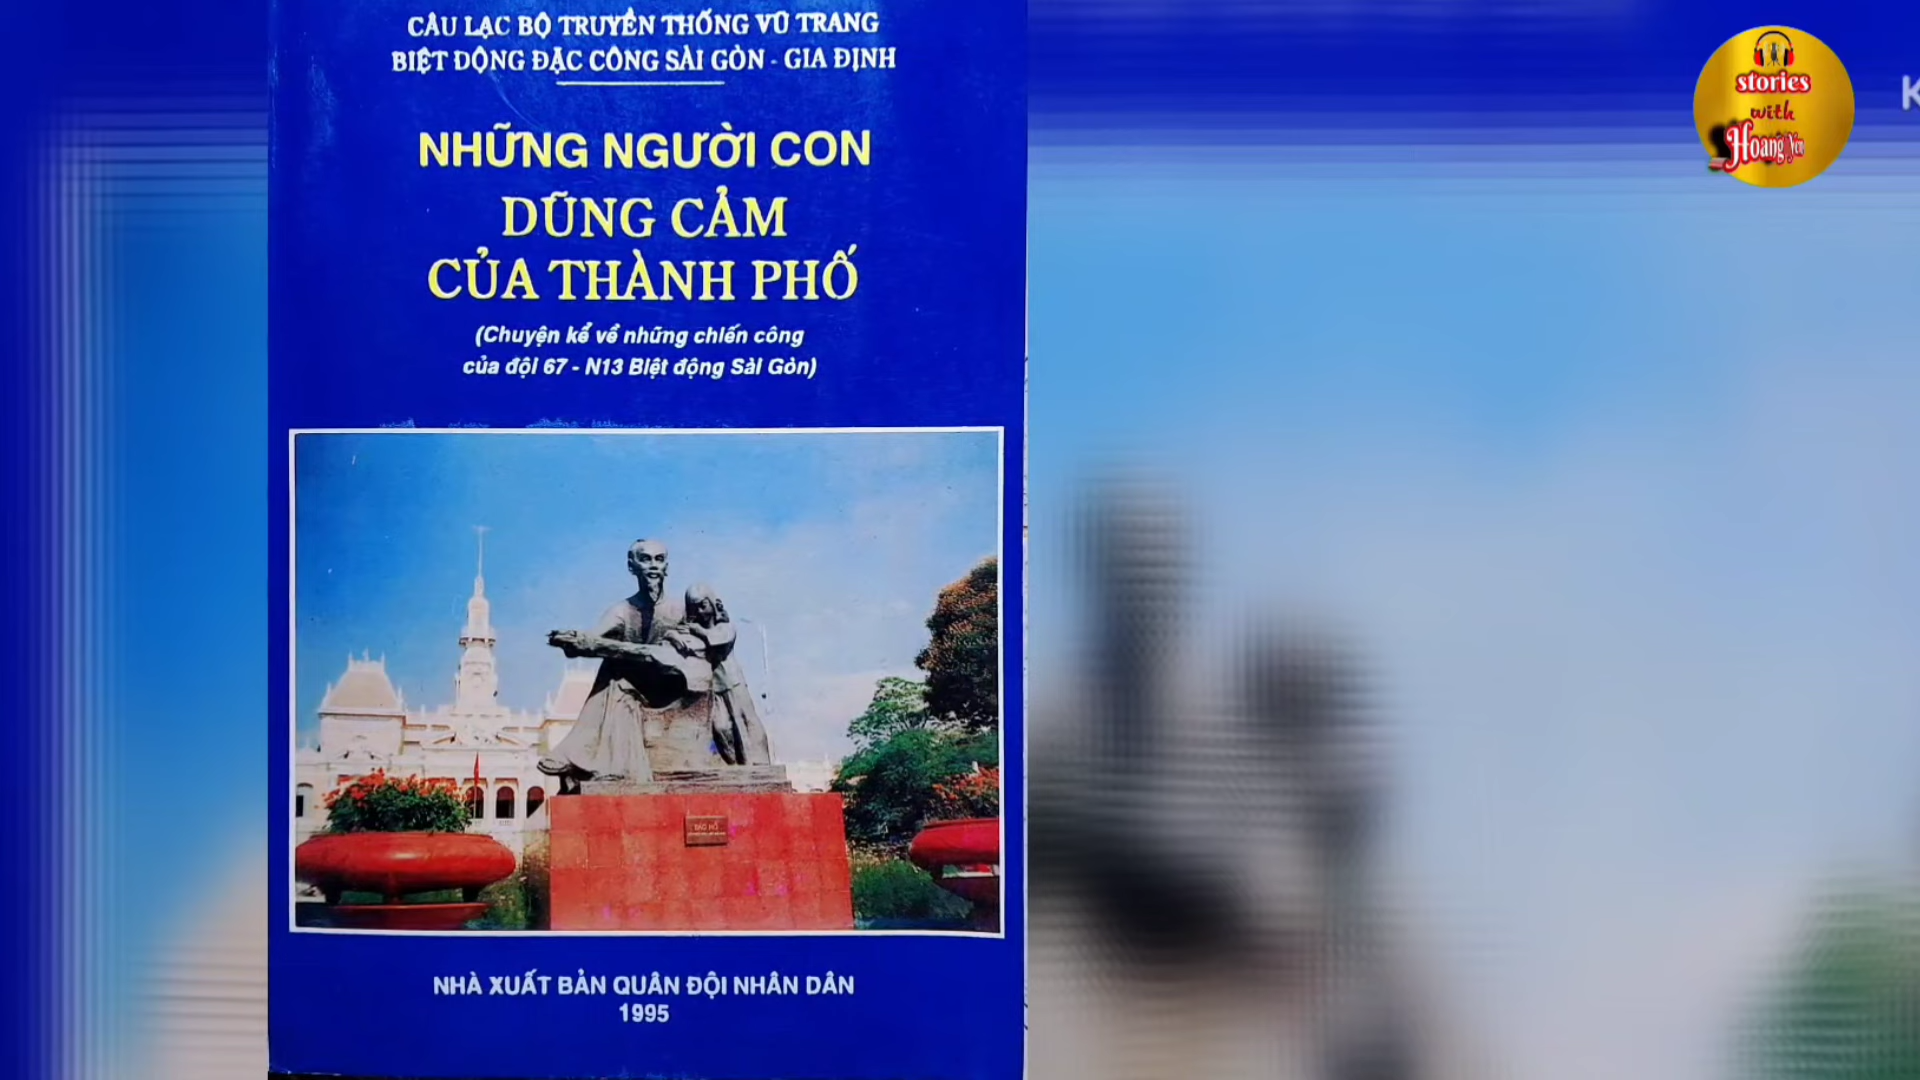 CÂU LẠC BỘ TRUYỀN THỐNG VŨ TRANG
BIỆT ĐỘNG ĐẶC CÔNG SÀI GÒN - GIA ĐỊNH
NHỮNG NGƯỜI CON
DŨNG CẢM
CỦA THÀNH PHỐ
(Chuyện kể về những chiến công
của đội 67 - N13 Biệt động Sài Gòn)
BÁC HỒ
NHÀ XUẤT BẢN QUÂN ĐỘI NHÂN DÂN
1995
stories
with
Hoang Yen